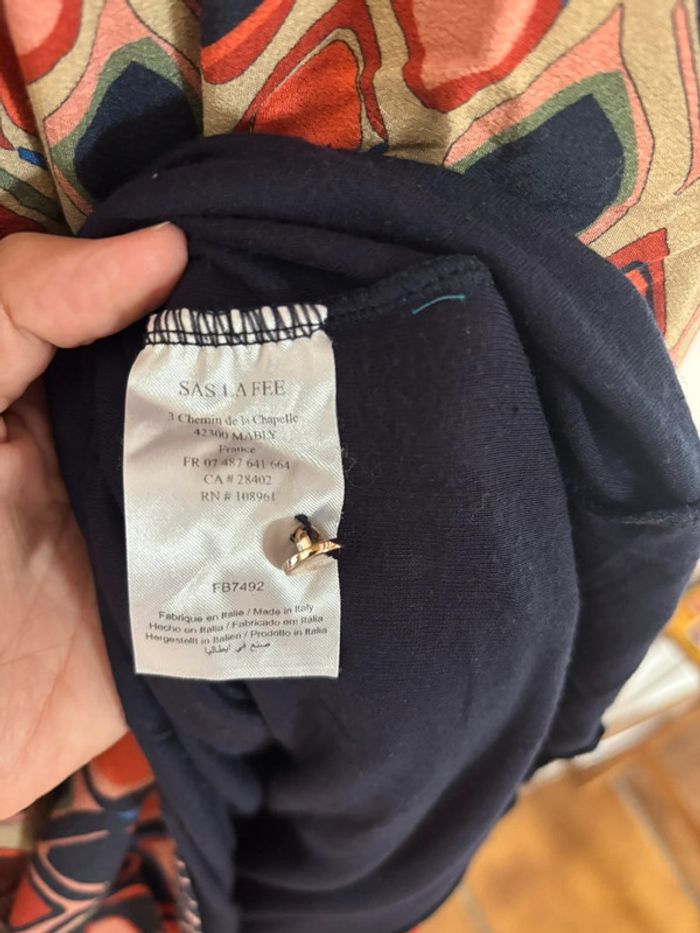 SAS LA FEE
3 Chemin de la Chapelle
42300 MABLY
France
FR 07 487 641 664
CA # 28402
RN # 108961
FB7492
Fabrique en Italie / Made in Italy
Hecho en Italia / Fabricado em Itália
Hergestellt in Italien / Prodotto in Italia
صنع في ايطاليا